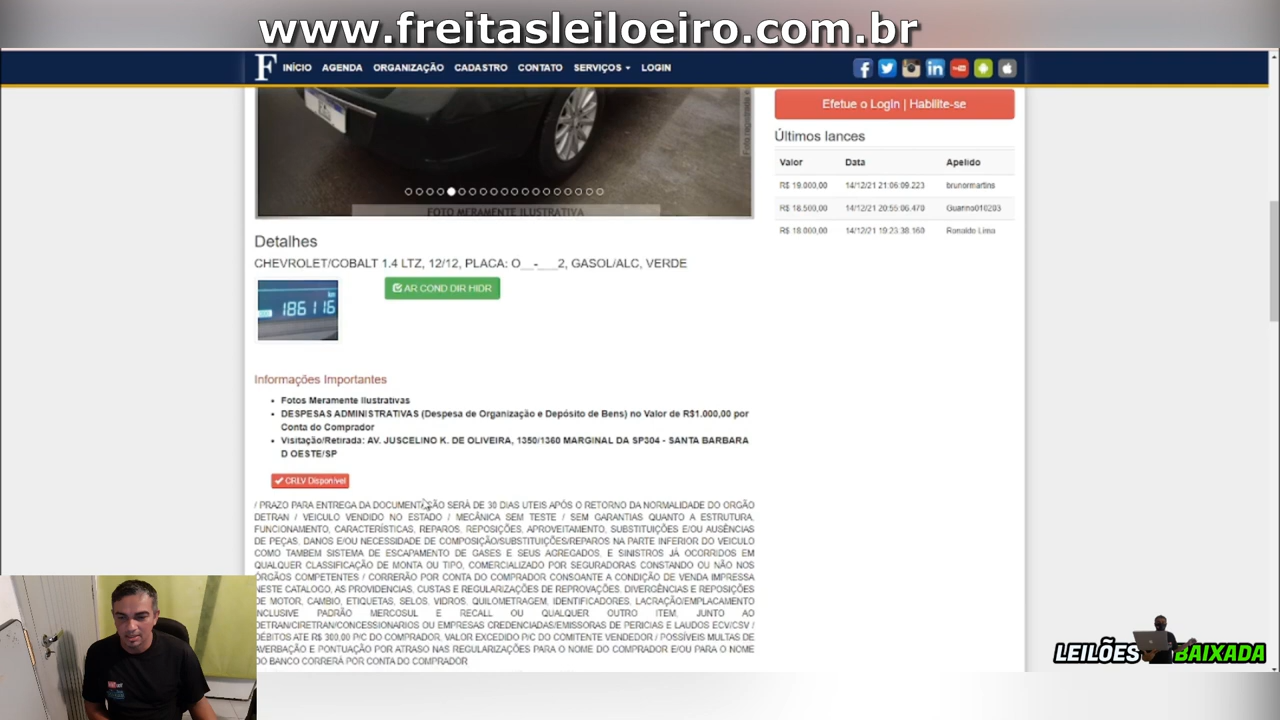 www.freitasleiloeiro.com.br
F INÍCIO AGENDA ORGANIZAÇÃO CADASTRO CONTATO SERVIÇOS LOGIN
Efetue o Login | Habilite-se
Últimos lances
Valor Data Apelido
R$ 19.000,00 14/12/21 21:06:09.223 brunormartins
R$ 18.500,00 14/12/21 20:55:06.470 Guarino010203
R$ 18.000,00 14/12/21 19:23:38.160 Ronaldo Lima
FOTO MERAMENTE ILUSTRATIVA
Detalhes
CHEVROLET/COBALT 1.4 LTZ, 12/12, PLACA: O__-___2, GASOL/ALC, VERDE
km
186116
AR COND DIR HIDR
Informações Importantes
• Fotos Meramente Ilustrativas
• DESPESAS ADMINISTRATIVAS (Despesa de Organização e Depósito de Bens) no Valor de R$1.000,00 por
Conta do Comprador
• Visitação/Retirada: AV. JUSCELINO K. DE OLIVEIRA, 1350/1360 MARGINAL DA SP304 - SANTA BARBARA
D OESTE/SP
CRLV Disponível
/ PRAZO PARA ENTREGA DA DOCUMENTAÇÃO SERÁ DE 30 DIAS UTEIS APÓS O RETORNO DA NORMALIDADE DO ORGÃO
DETRAN / VEICULO VENDIDO NO ESTADO / MECÂNICA SEM TESTE / SEM GARANTIAS QUANTO A ESTRUTURA,
FUNCIONAMENTO, CARACTERÍSTICAS, REPAROS, REPOSIÇÕES, APROVEITAMENTO, SUBSTITUIÇÕES E/OU AUSÊNCIAS
DE PEÇAS, DANOS E/OU NECESSIDADE DE COMPOSIÇÃO/SUBSTITUIÇÕES/REPAROS NA PARTE INFERIOR DO VEICULO
COMO TAMBEM SISTEMA DE ESCAPAMENTO DE GASES E SEUS AGREGADOS, E SINISTROS JÁ OCORRIDOS EM
QUALQUER CLASSIFICAÇÃO DE MONTA OU TIPO, COMERCIALIZADO POR SEGURADORAS CONSTANDO OU NÃO NOS
ÓRGÃOS COMPETENTES / CORRERÃO POR CONTA DO COMPRADOR CONSOANTE A CONDIÇÃO DE VENDA IMPRESSA
NESTE CATALOGO, AS PROVIDENCIAS, CUSTAS E REGULARIZAÇÕES DE REPROVAÇÕES, DIVERGÊNCIAS E REPOSIÇÕES
DE MOTOR, CAMBIO, ETIQUETAS, SELOS, VIDROS, QUILOMETRAGEM, IDENTIFICADORES, LACRAÇÃO/EMPLACAMENTO
INCLUSIVE PADRÃO MERCOSUL E RECALL OU QUALQUER OUTRO ITEM JUNTO AO
DETRAN/CIRETRAN/CONCESSIONARIOS OU EMPRESAS CREDENCIADAS/EMISSORAS DE PERICIAS E LAUDOS ECV/CSV /
DÉBITOS ATE R$ 300,00 P/C DO COMPRADOR, VALOR EXCEDIDO P/C DO COMITENTE VENDEDOR / POSSÍVEIS MULTAS DE
AVERBAÇÃO E PONTUAÇÃO POR ATRASO NAS REGULARIZAÇÕES PARA O NOME DO COMPRADOR E/OU PARA O NOME
DO BANCO CORRERÁ POR CONTA DO COMPRADOR
LEILÕES BAIXADA